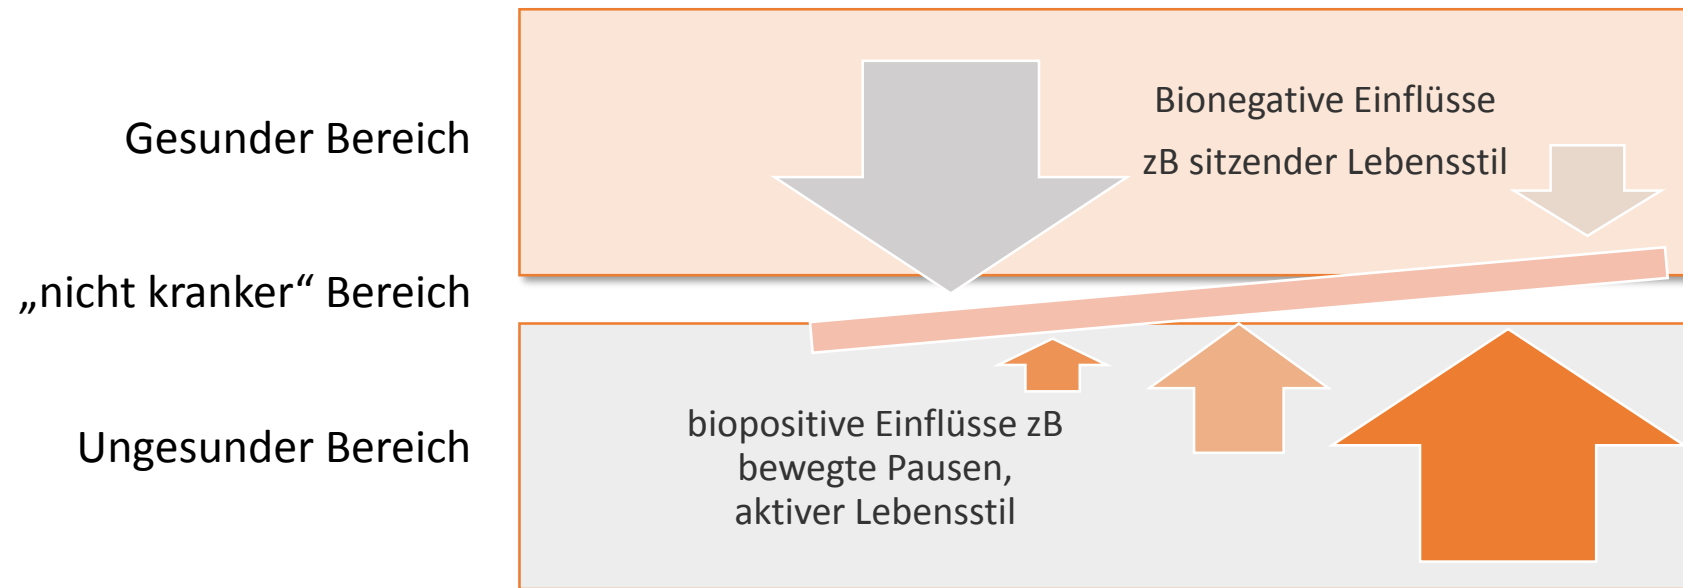 Gesunder Bereich
Bionegative Einflüsse
zB sitzender Lebensstil
„nicht kranker“ Bereich
Ungesunder Bereich
biopositive Einflüsse zB
bewegte Pausen,
aktiver Lebensstil